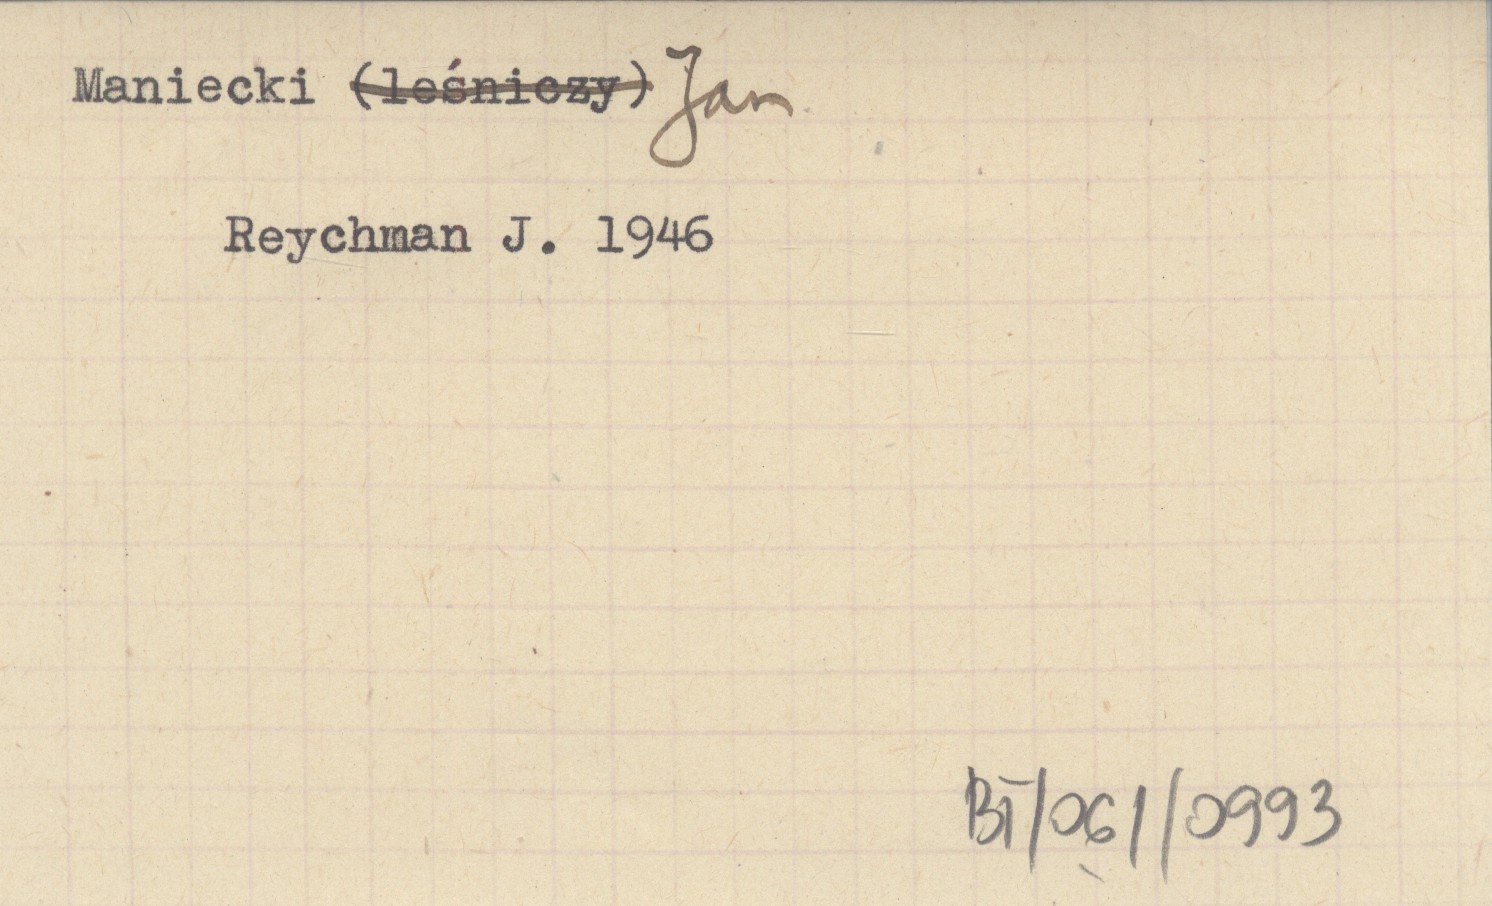 Maniecki (leśniczy) Jan
Reychman J. 1946
BI/061/0993